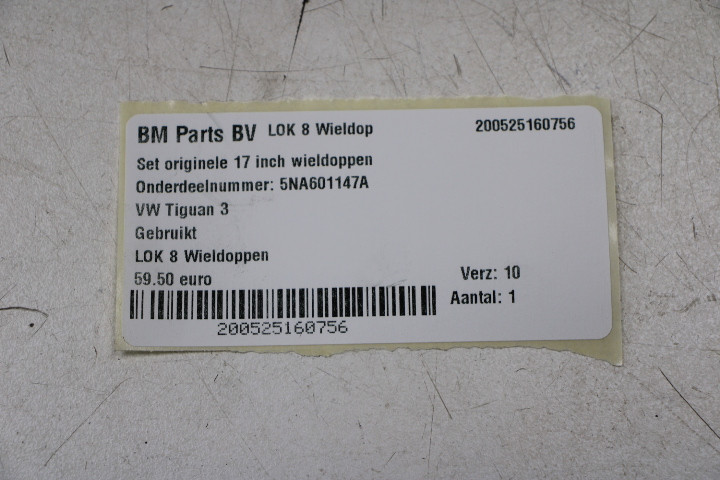 BM Parts BV LOK 8 Wieldop 200525160756
Set originele 17 inch wieldoppen
Onderdeelnummer: 5NA601147A
VW Tiguan 3
Gebruikt
LOK 8 Wieldoppen
59.50 euro Verz: 10
Aantal: 1
200525160756